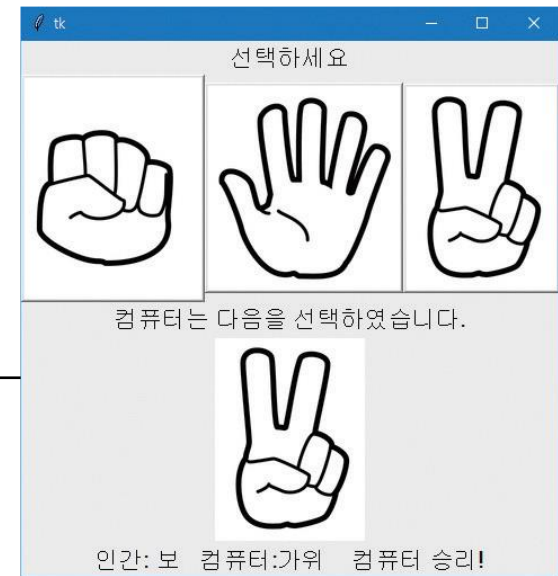 tk
선택하세요
컴퓨터는 다음을 선택하였습니다.
인간: 보 컴퓨터:가위 컴퓨터 승리!